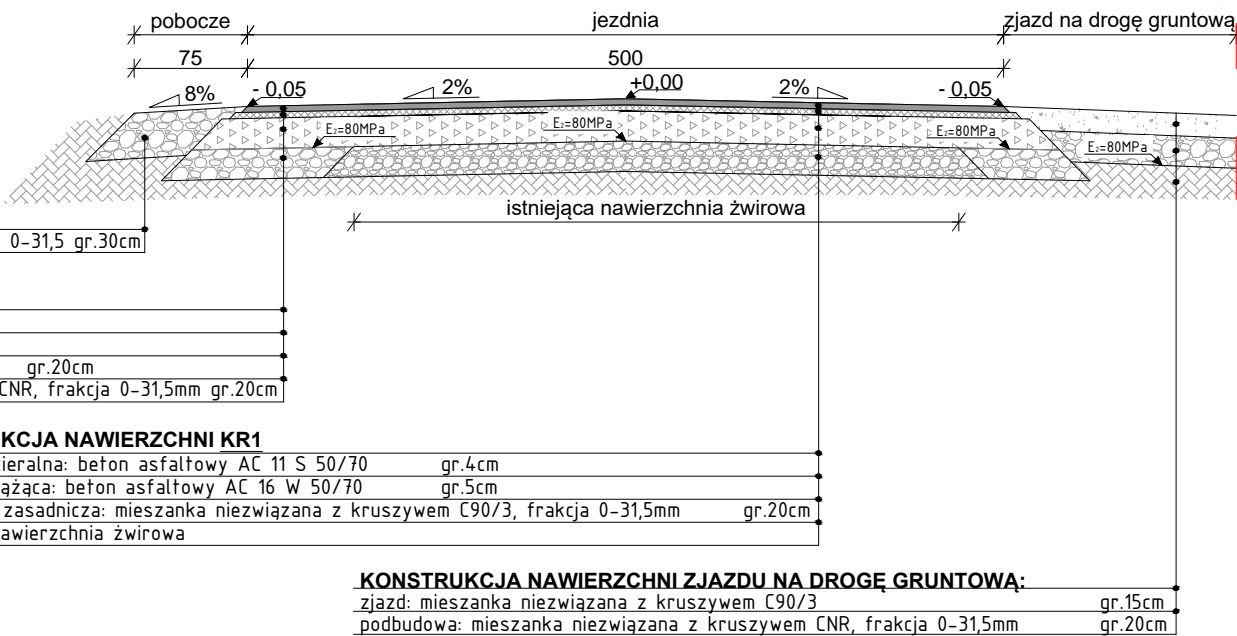 pobocze jezdnia zjazd na drogę gruntową
75 500
8% - 0,05 2% +0,00 2% - 0,05
E₂=80MPa E₂=80MPa E₂=80MPa
E₂=80MPa
istniejąca nawierzchnia żwirowa
0-31,5 gr.30cm
gr.20cm
CNR, frakcja 0-31,5mm gr.20cm
KCJA NAWIERZCHNI KR1
ieralna: beton asfaltowy AC 11 S 50/70 gr.4cm
ążąca: beton asfaltowy AC 16 W 50/70 gr.5cm
zasadnicza: mieszanka niezwiązana z kruszywem C90/3, frakcja 0-31,5mm gr.20cm
awierzchnia żwirowa
KONSTRUKCJA NAWIERZCHNI ZJAZDU NA DROGĘ GRUNTOWĄ:
zjazd: mieszanka niezwiązana z kruszywem C90/3 gr.15cm
podbudowa: mieszanka niezwiązana z kruszywem CNR, frakcja 0-31,5mm gr.20cm